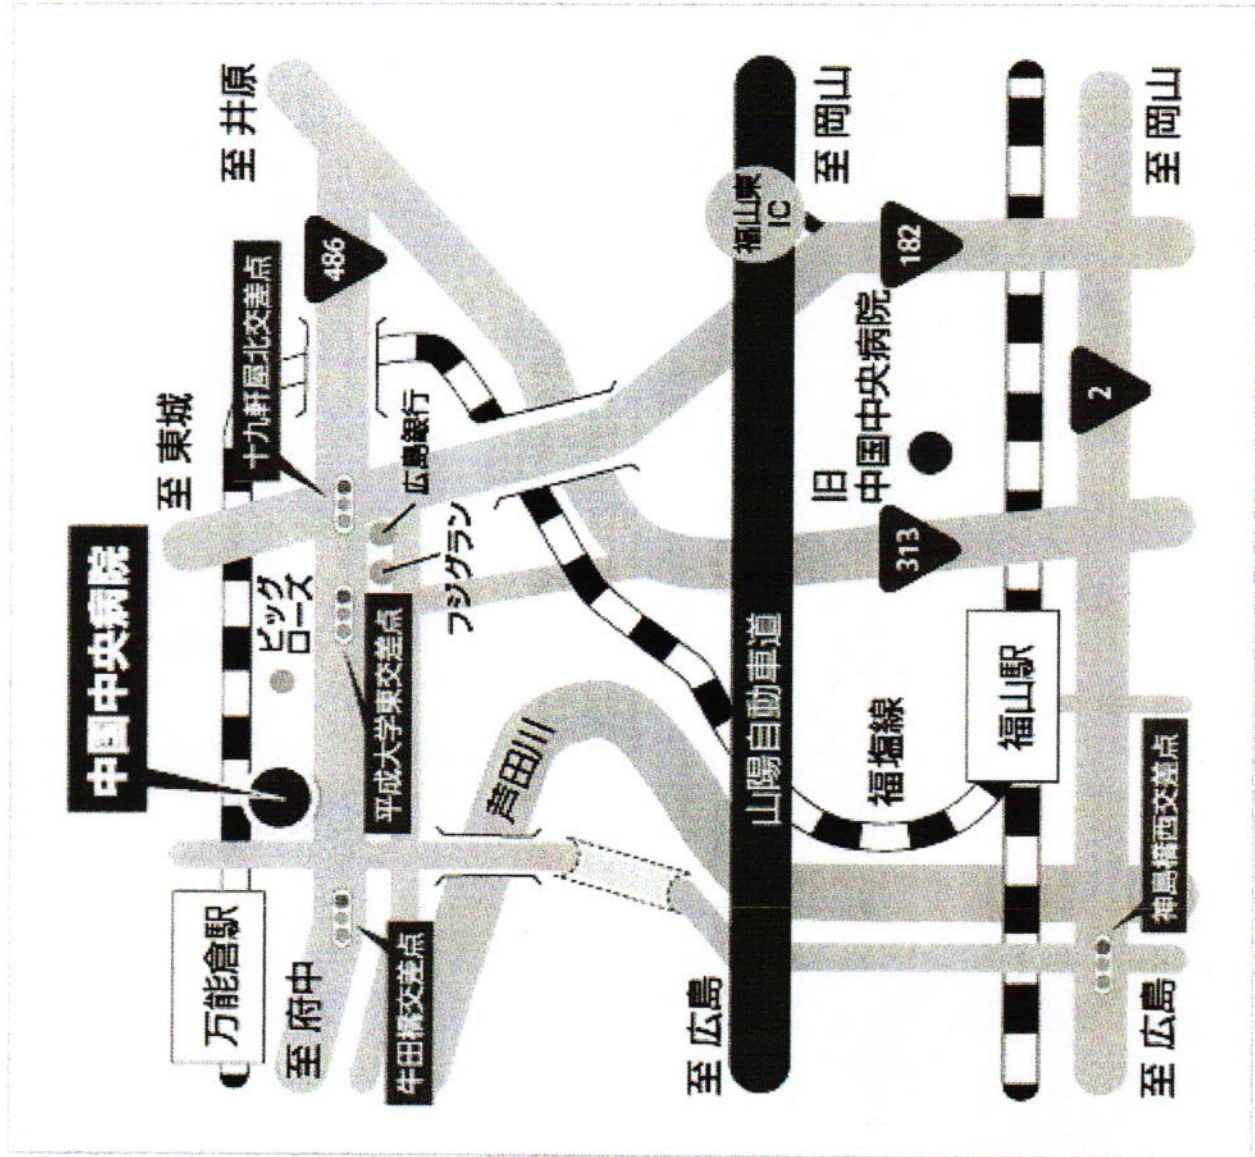 中国中央病院
万能倉駅
至 府中
ビッグ
ローズ
至 東城
十九軒屋北交差点
至 井原
486
牛田橋交差点
平成大学東交差点
フジグラン
広島銀行
芦田川
至 広島
山陽自動車道
福山東
IC
至 岡山
福塩線
313
旧
中国中央病院
182
福山駅
2
至 広島
神島橋西交差点
至 岡山